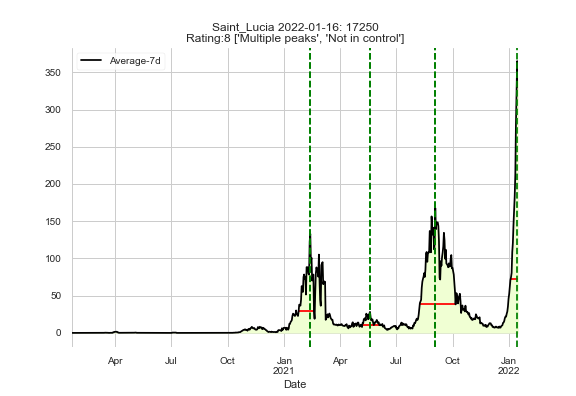 Saint_Lucia 2022-01-16: 17250
Rating:8 ['Multiple peaks', 'Not in control']
Average-7d
350
300
250
200
150
100
50
0
Apr Jul Oct Jan Apr Jul Oct Jan
2021 2022
Date